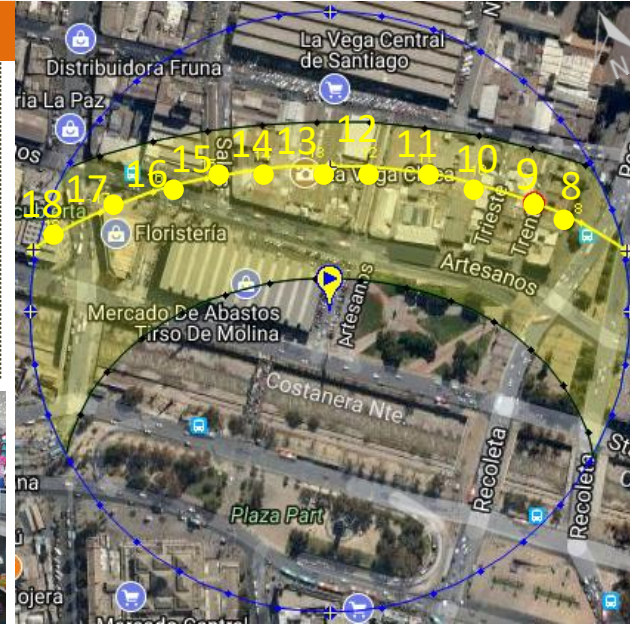 La Vega Central
de Santiago
Distribuidora Fruna
ria La Paz
12
13
14
11
15
10
16
9
17
8
18
Trieste
Floristería
Artesanos
Artesanos
Mercado De Abastos
Tirso De Molina
Costanera Nte.
Recoleta
Recoleta
Plaza Part
ojera
N